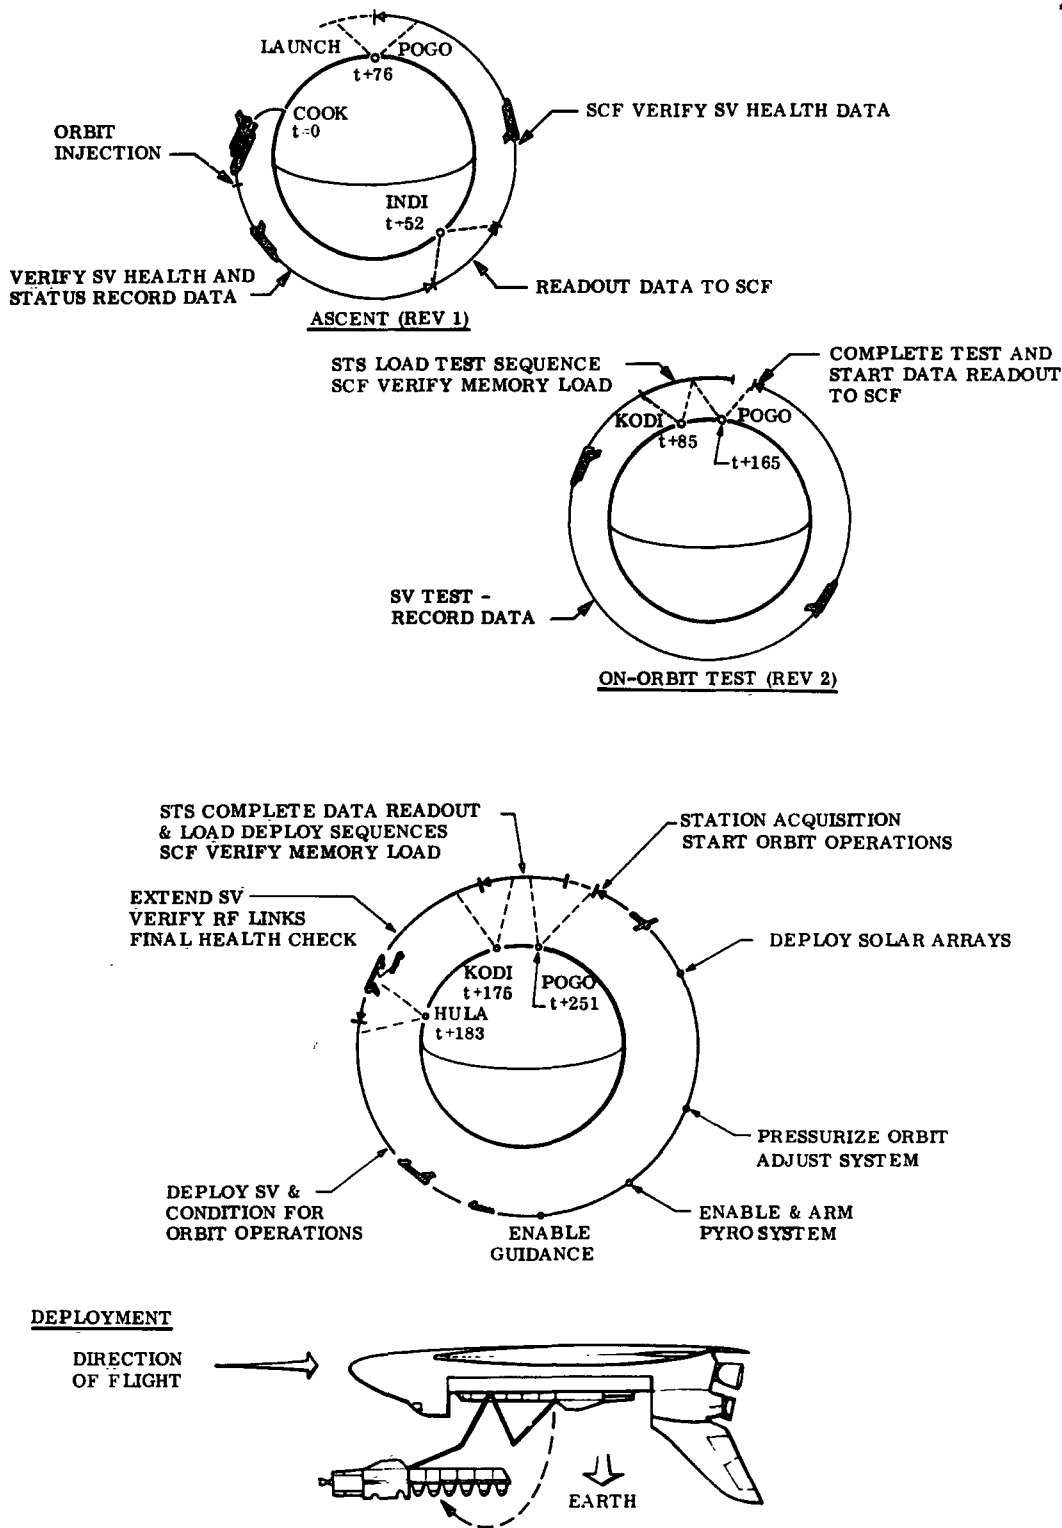 LAUNCH
POGO
t+76
COOK
t=0
SCF VERIFY SV HEALTH DATA
ORBIT
INJECTION
INDI
t+52
VERIFY SV HEALTH AND
STATUS RECORD DATA
READOUT DATA TO SCF
ASCENT (REV 1)
STS LOAD TEST SEQUENCE
SCF VERIFY MEMORY LOAD
COMPLETE TEST AND
START DATA READOUT
TO SCF
KODI
t+85
POGO
t+165
SV TEST -
RECORD DATA
ON-ORBIT TEST (REV 2)
STS COMPLETE DATA READOUT
& LOAD DEPLOY SEQUENCES
SCF VERIFY MEMORY LOAD
STATION ACQUISITION
START ORBIT OPERATIONS
EXTEND SV
VERIFY RF LINKS
FINAL HEALTH CHECK
DEPLOY SOLAR ARRAYS
KODI
t+176
POGO
t+251
HULA
t+183
PRESSURIZE ORBIT
ADJUST SYSTEM
DEPLOY SV &
CONDITION FOR
ORBIT OPERATIONS
ENABLE
GUIDANCE
ENABLE & ARM
PYRO SYSTEM
DEPLOYMENT
DIRECTION
OF FLIGHT
EARTH